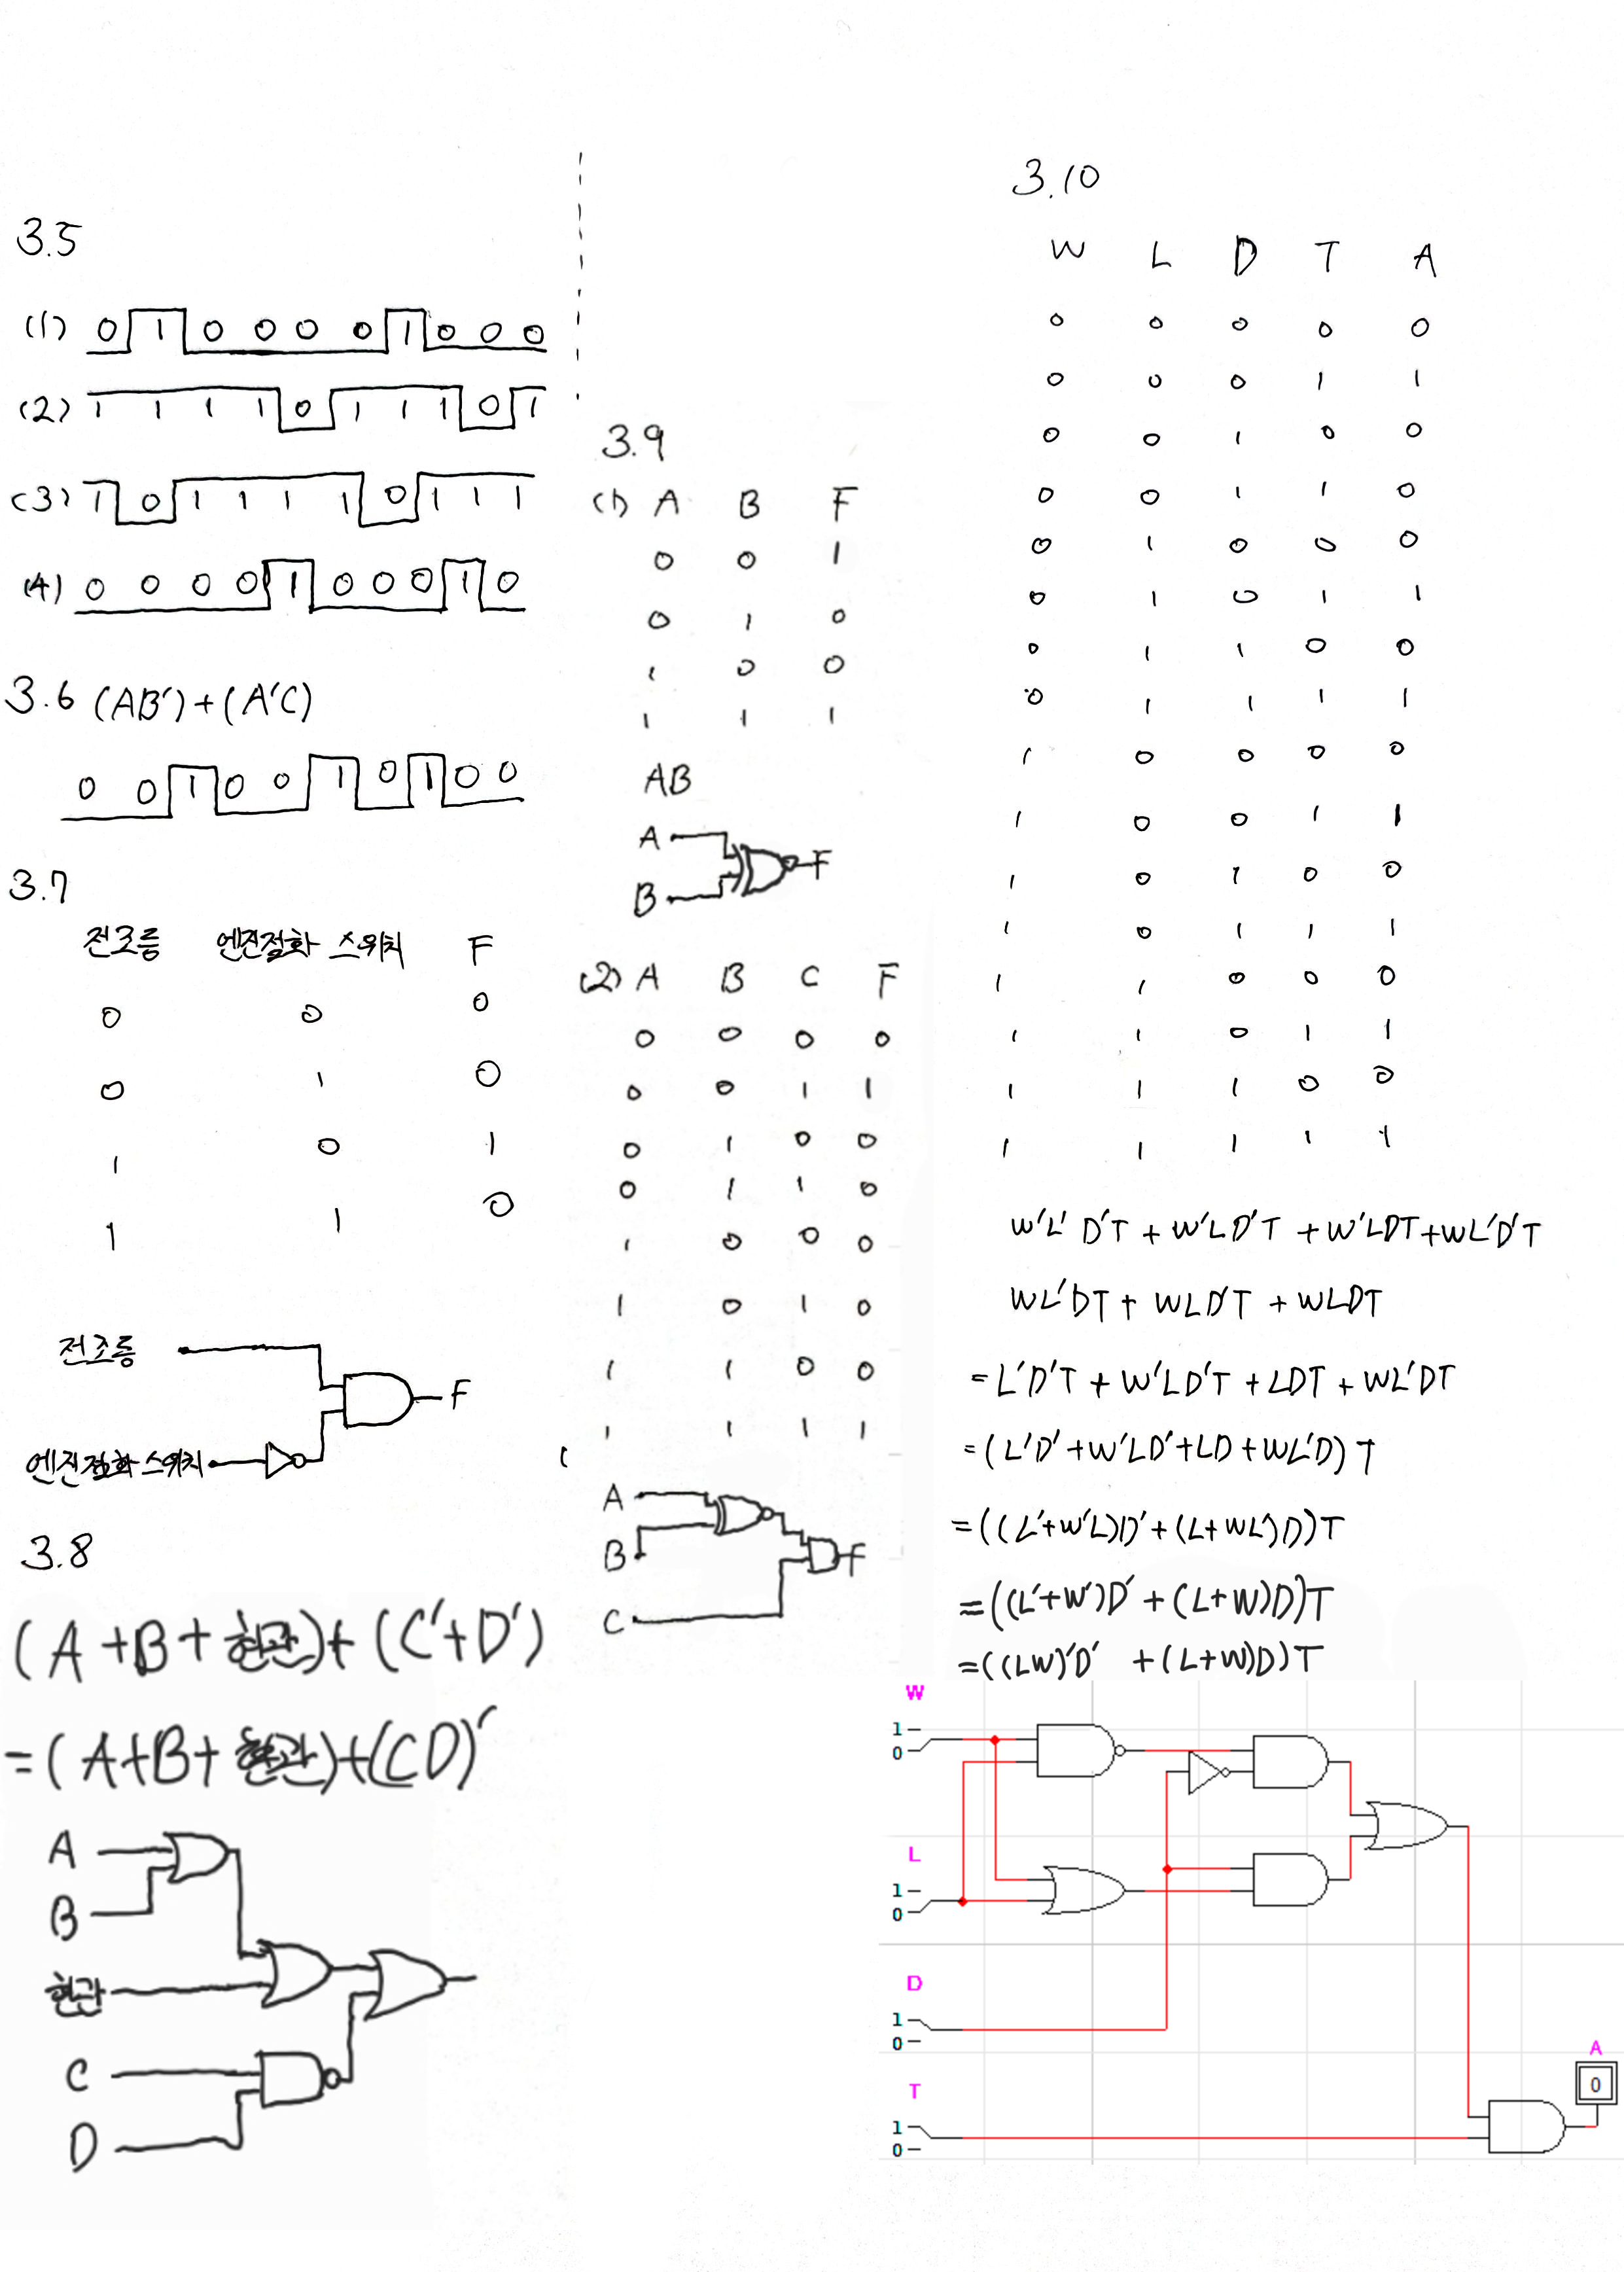 3.5
(1) 0 1 0 0 0 0 1 0 0 0
(2) 1 1 1 1 0 1 1 1 0 1
(3) 1 0 1 1 1 1 0 1 1 1
(4) 0 0 0 0 1 0 0 0 1 0
3.6 (AB')+(A'C)
0 0 1 0 0 1 0 1 0 0
3.7
전조등 엔진점화 스위치 F
0 0 0
0 1 0
1 0 1
1 1 0
전조등
F
엔진점화스위치
3.8
(A+B+현관)+(C'+D')
=(A+B+현관)+(CD)'
A
B
현관
C
D
3.9
(1) A B F
0 0 1
0 1 0
1 0 0
1 1 1
AB
A
F
B
(2) A B C F
0 0 0 0
0 0 1 1
0 1 0 0
0 1 1 0
1 0 0 0
1 0 1 0
1 1 0 0
1 1 1 1
A
B
F
C
3.10
W L D T A
0 0 0 0 0
0 0 0 1 1
0 0 1 0 0
0 0 1 1 0
0 1 0 0 0
0 1 0 1 1
0 1 1 0 0
0 1 1 1 1
1 0 0 0 0
1 0 0 1 1
1 0 1 0 0
1 0 1 1 1
1 1 0 0 0
1 1 0 1 1
1 1 1 0 0
1 1 1 1 1
W'L'D'T + W'LD'T + W'LDT+WL'D'T
WL'DT + WLD'T + WLDT
=L'D'T + W'LD'T + LDT + WL'DT
=(L'D'+W'LD'+LD+WL'D)T
=((L'+W'L)D'+(L+WL')D)T
=((L'+W')D'+(L+W)D)T
=((LW)'D' +(L+W)D)T
W
1
0
L
1
0
D
1
0
T
1
0
A
0